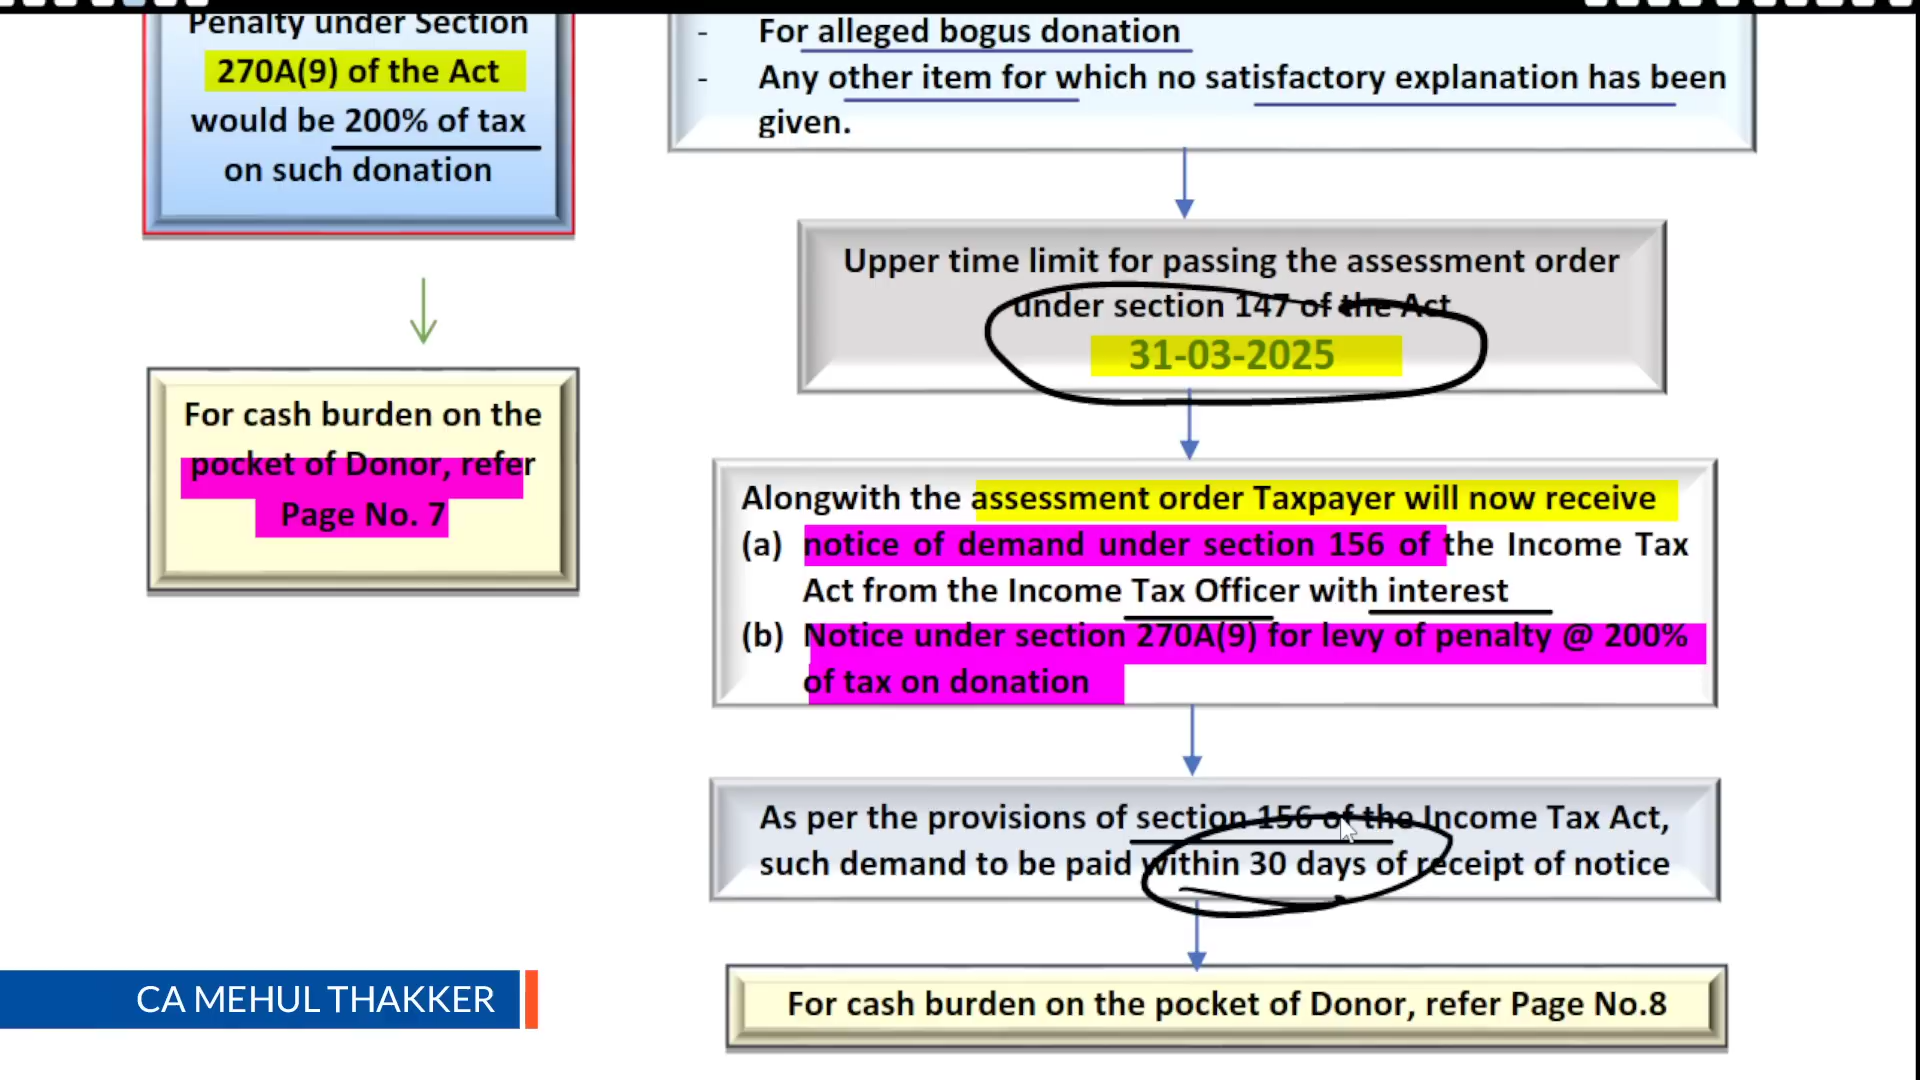 Penalty under Section
270A(9) of the Act
would be 200% of tax
on such donation
For cash burden on the
pocket of Donor, refer
Page No. 7
- For alleged bogus donation
- Any other item for which no satisfactory explanation has been
given.
Upper time limit for passing the assessment order
under section 147 of the Act
31-03-2025
Alongwith the assessment order Taxpayer will now receive
(a) notice of demand under section 156 of the Income Tax
Act from the Income Tax Officer with interest
(b) Notice under section 270A(9) for levy of penalty @ 200%
of tax on donation
As per the provisions of section 156 of the Income Tax Act,
such demand to be paid within 30 days of receipt of notice
For cash burden on the pocket of Donor, refer Page No.8
CA MEHUL THAKKER